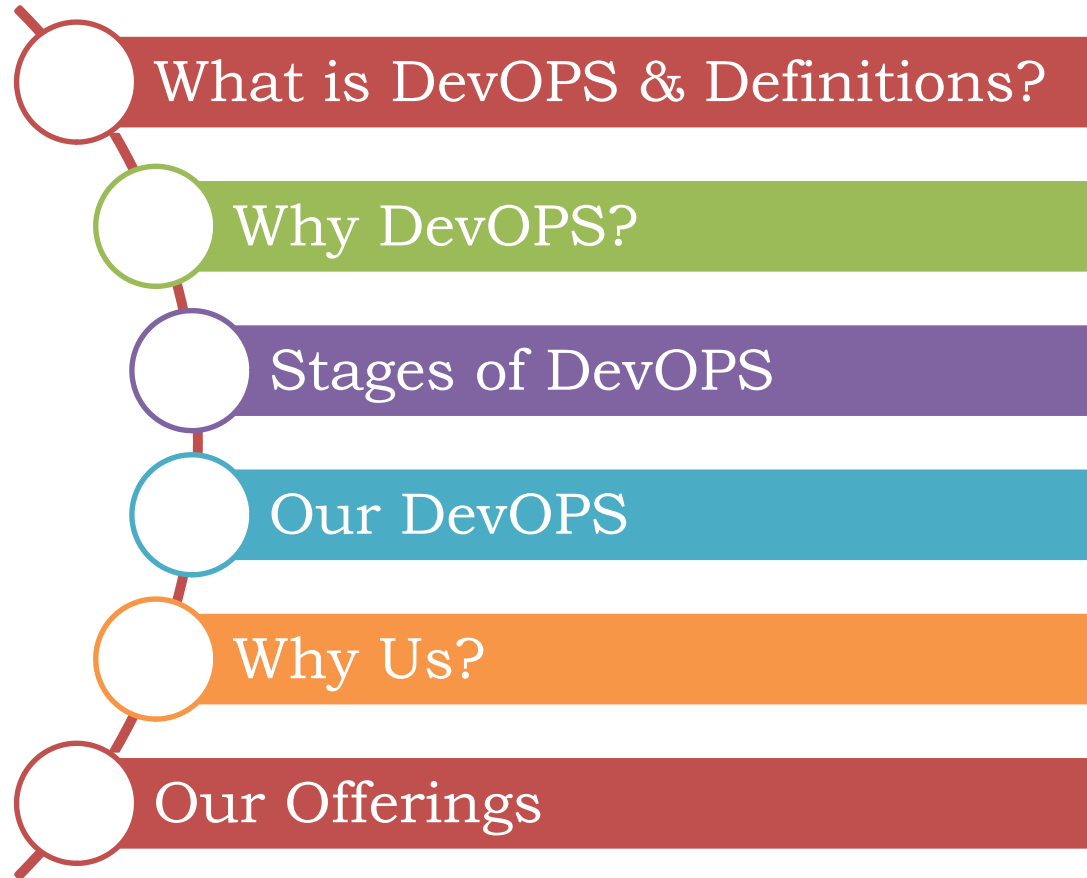 What is DevOPS & Definitions?
Why DevOPS?
Stages of DevOPS
Our DevOPS
Why Us?
Our Offerings